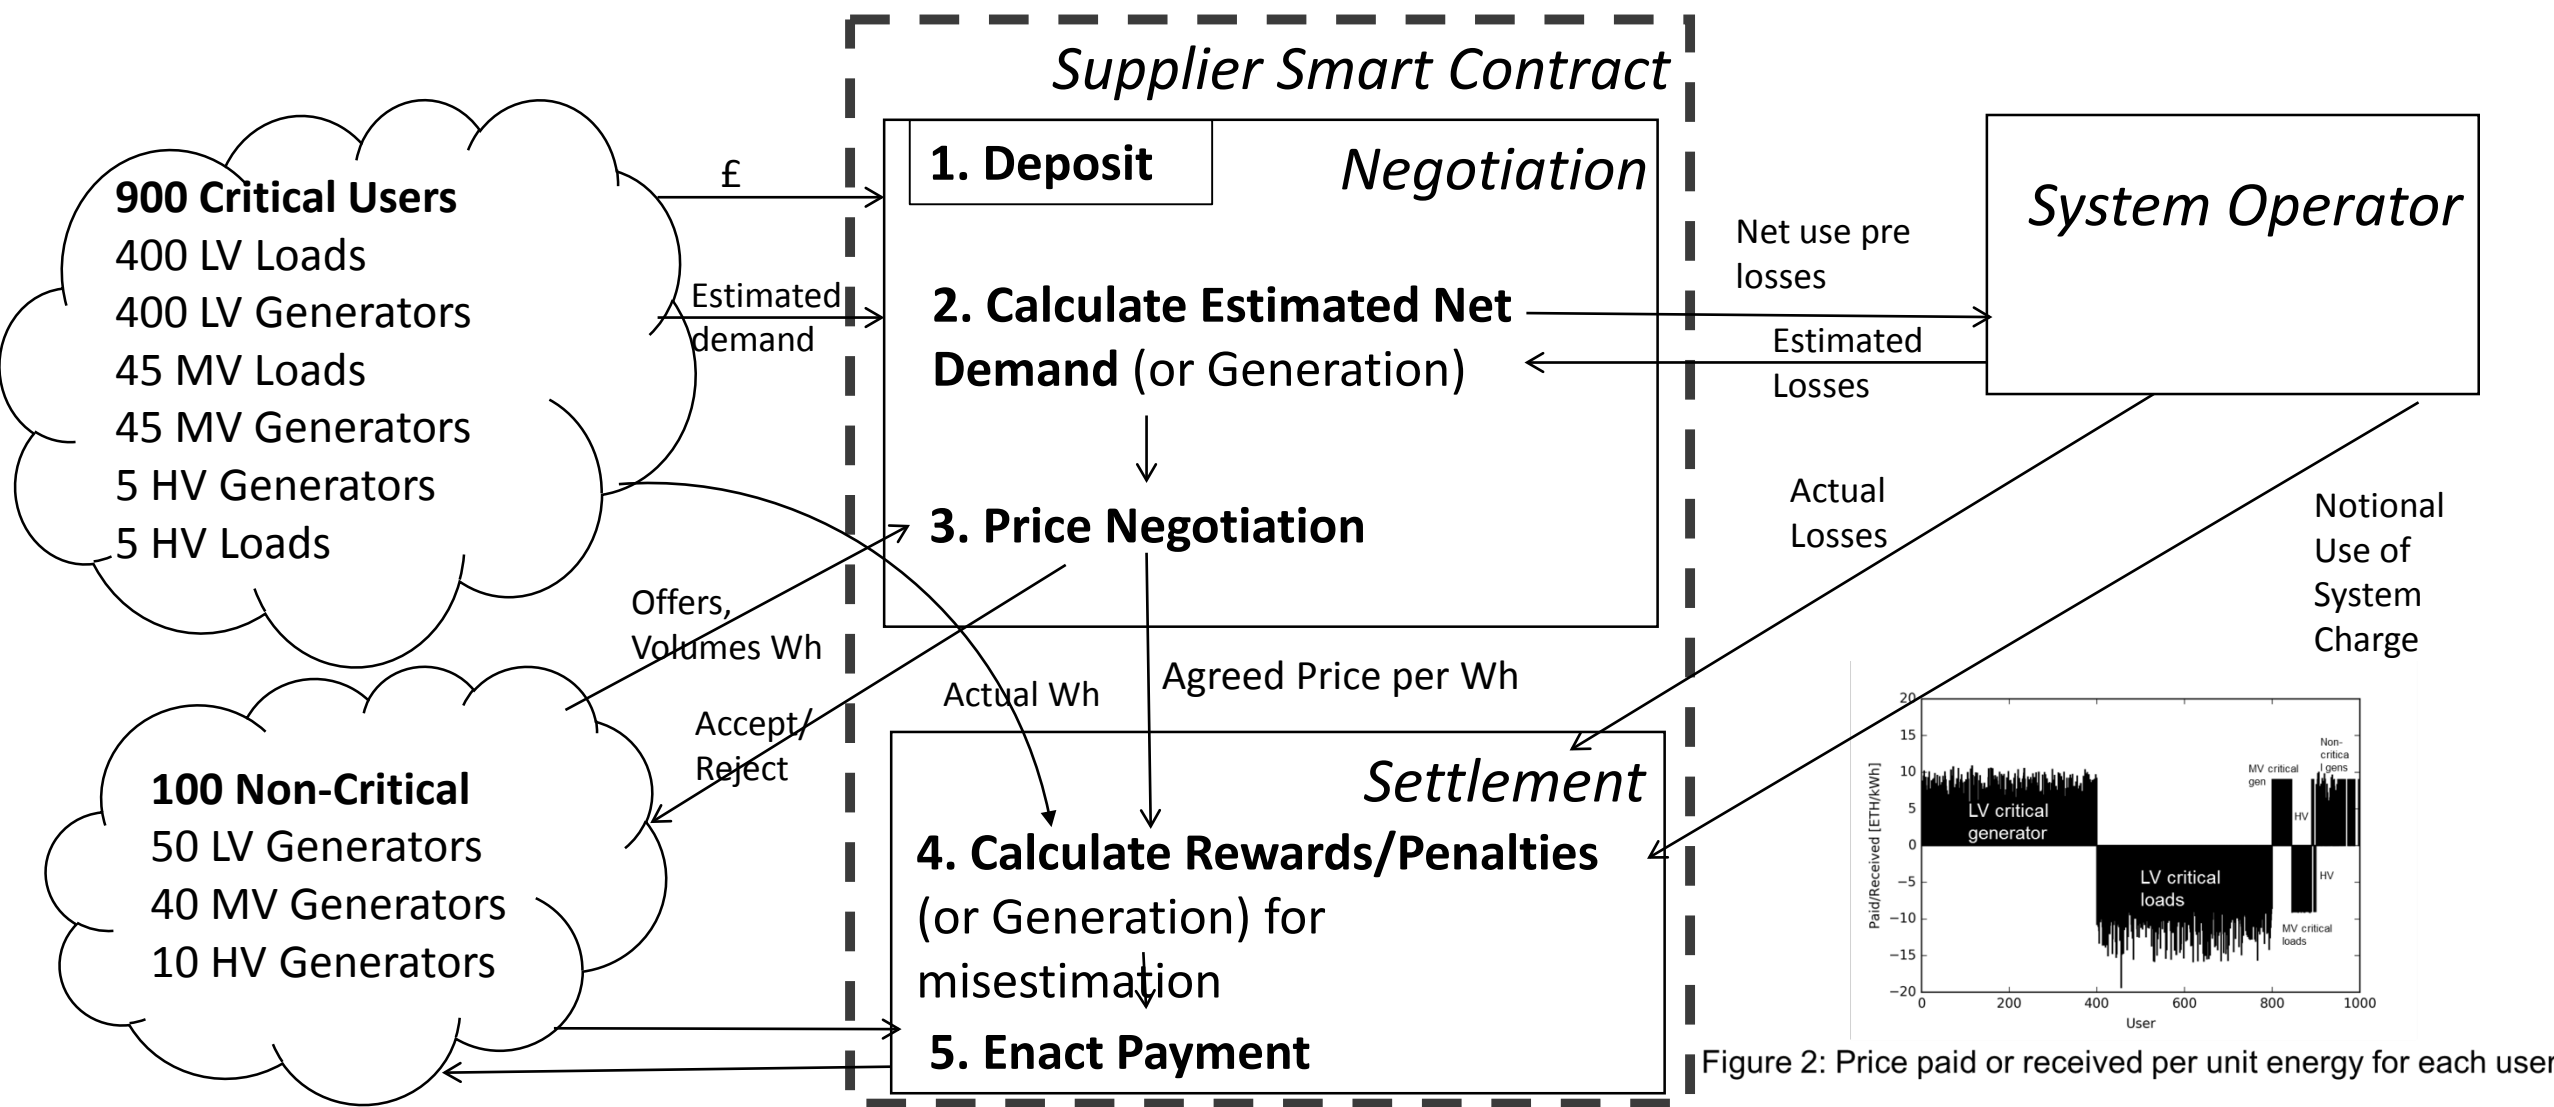 Supplier Smart Contract
900 Critical Users
400 LV Loads
400 LV Generators
45 MV Loads
45 MV Generators
5 HV Generators
5 HV Loads
£
Estimated
demand
1. Deposit
Negotiation
2. Calculate Estimated Net
Demand (or Generation)
3. Price Negotiation
Net use pre
losses
Estimated
Losses
System Operator
Actual
Losses
Notional
Use of
System
Charge
Offers,
Volumes Wh
Accept/
Reject
Actual Wh
Agreed Price per Wh
100 Non-Critical
50 LV Generators
40 MV Generators
10 HV Generators
Settlement
4. Calculate Rewards/Penalties
(or Generation) for
misestimation
5. Enact Payment
Paid/Received [ETH/kWh]
20
15
10
5
0
−5
−10
−15
−20
LV critical
generator
LV critical
loads
MV critical
gen
HV
Non-
critica
l gens
HV
MV critical
loads
0 200 400 600 800 1000
User
Figure 2: Price paid or received per unit energy for each user